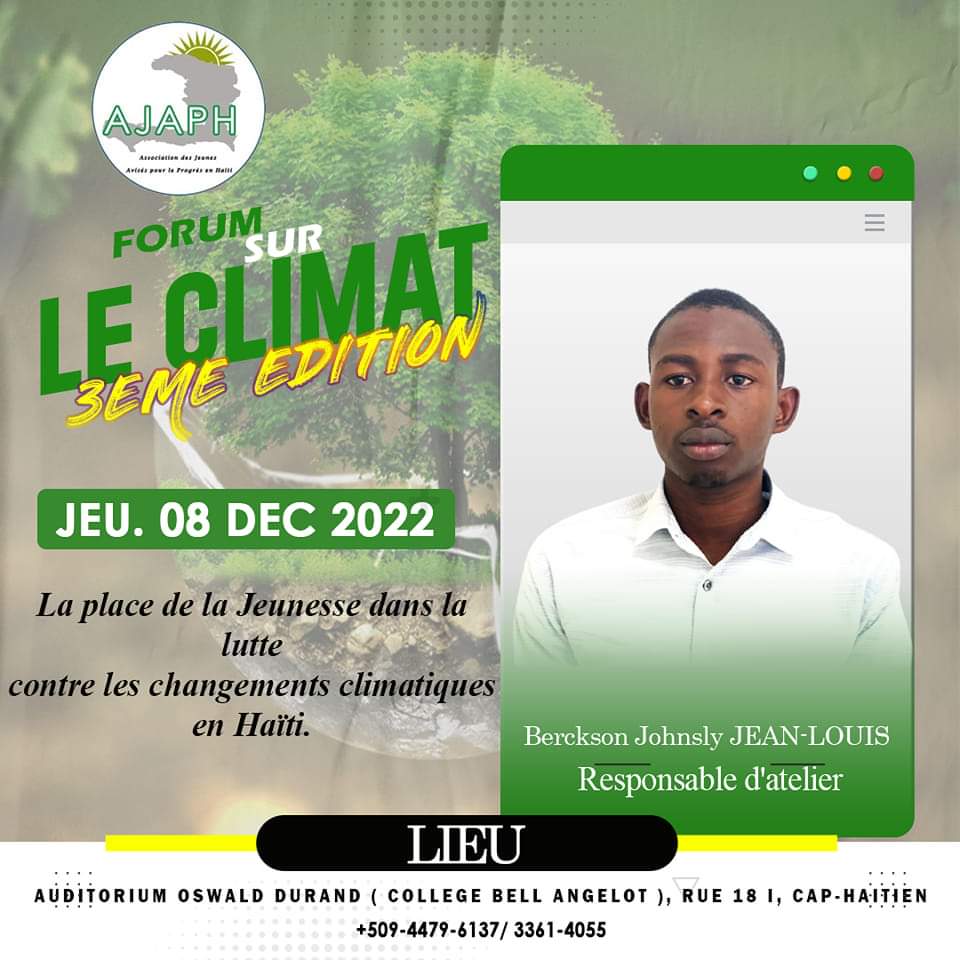 AJAPH
Association des Jeunes
Avisés pour le Progrès en Haïti
FORUM
SUR
LE CLIMAT
3EME EDITION
JEU. 08 DEC 2022
La place de la Jeunesse dans la
lutte
contre les changements climatiques
en Haïti.
Berckson Johnsly JEAN-LOUIS
Responsable d'atelier
LIEU
AUDITORIUM OSWALD DURAND ( COLLEGE BELL ANGELOT ), RUE 18 I, CAP-HAITIEN
+509-4479-6137/ 3361-4055